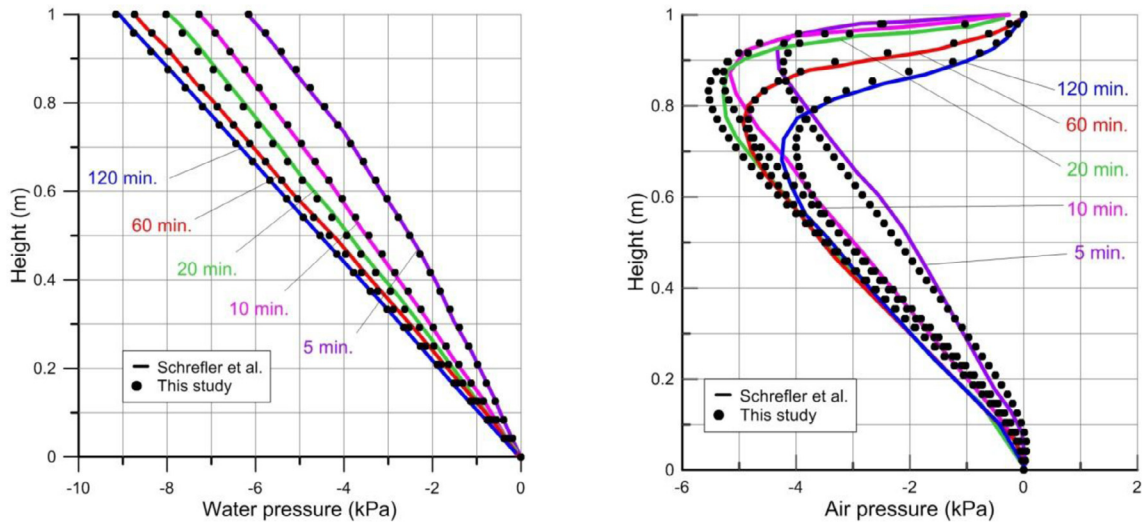 1
0.8
0.6
0.4
0.2
0
Height (m)
-10
-8
-6
-4
-2
0
Water pressure (kPa)
120 min.
60 min.
20 min.
10 min.
5 min.
Schrefler et al.
This study
1
0.8
0.6
0.4
0.2
0
Height (m)
-6
-4
-2
0
2
Air pressure (kPa)
120 min.
60 min.
20 min.
10 min.
5 min.
Schrefler et al.
This study